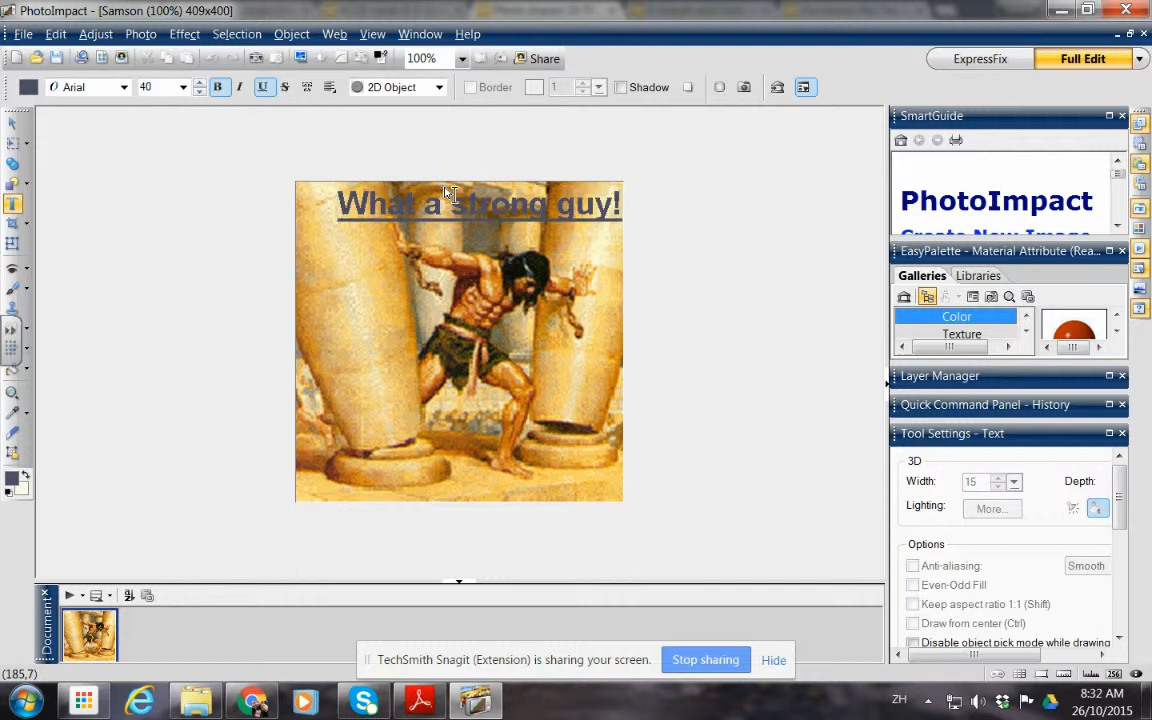 PhotoImpact - [Samson (100%) 409x400]
File Edit Adjust Photo Effect Selection Object Web View Window Help
100% Share ExpressFix Full Edit
Arial 40 B I U S 2D Object Border 1 Shadow
What a strong guy!
SmartGuide
PhotoImpact
Create New Image
EasyPalette - Material Attribute (Rea...
Galleries Libraries
Color
Texture
Layer Manager
Quick Command Panel - History
Tool Settings - Text
3D
Width: 15 Depth:
Lighting: More...
Options
Anti-aliasing: Smooth
Even-Odd Fill
Keep aspect ratio 1:1 (Shift)
Draw from center (Ctrl)
Disable object pick mode while drawing
Document
TechSmith Snagit (Extension) is sharing your screen. Stop sharing Hide
(185,7)
ZH
8:32 AM
26/10/2015